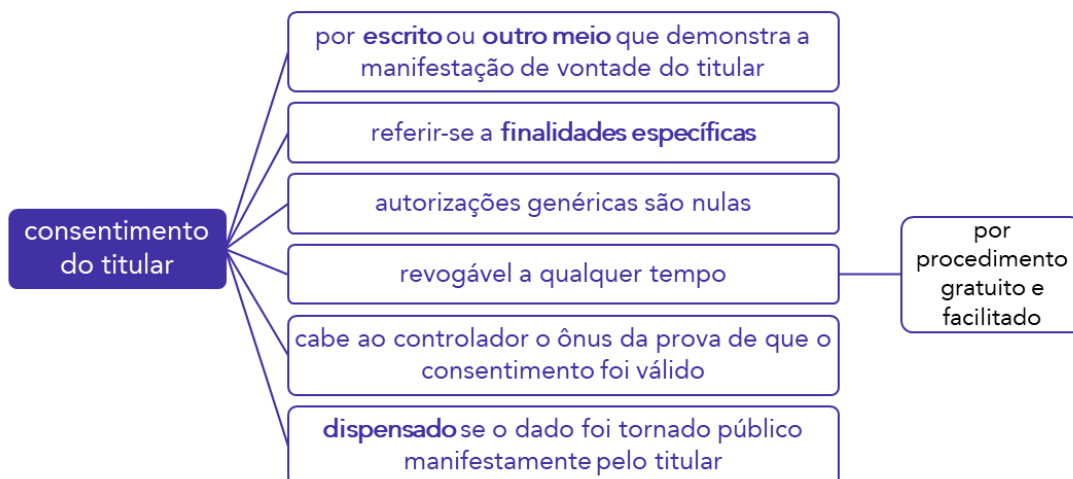 consentimento
do titular
por escrito ou outro meio que demonstra a
manifestação de vontade do titular
referir-se a finalidades específicas
autorizações genéricas são nulas
revogável a qualquer tempo
por
procedimento
gratuito e
facilitado
cabe ao controlador o ônus da prova de que o
consentimento foi válido
dispensado se o dado foi tornado público
manifestamente pelo titular